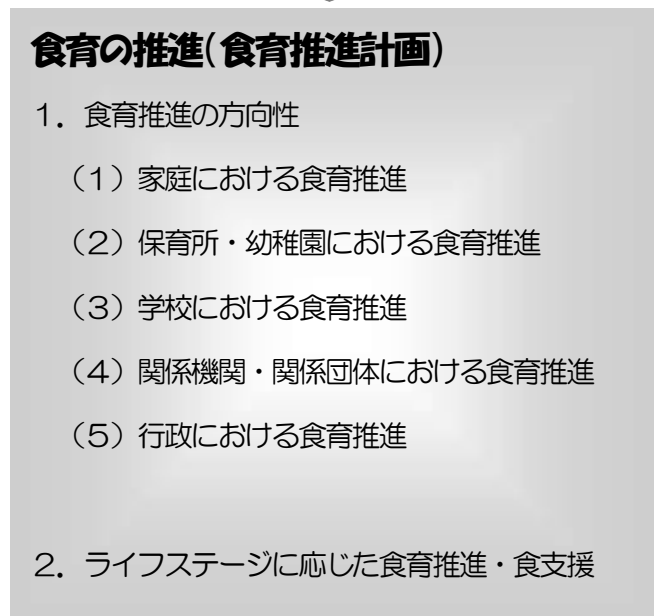 食育の推進(食育推進計画)
1．食育推進の方向性
（1）家庭における食育推進
（2）保育所・幼稚園における食育推進
（3）学校における食育推進
（4）関係機関・関係団体における食育推進
（5）行政における食育推進
2．ライフステージに応じた食育推進・食支援